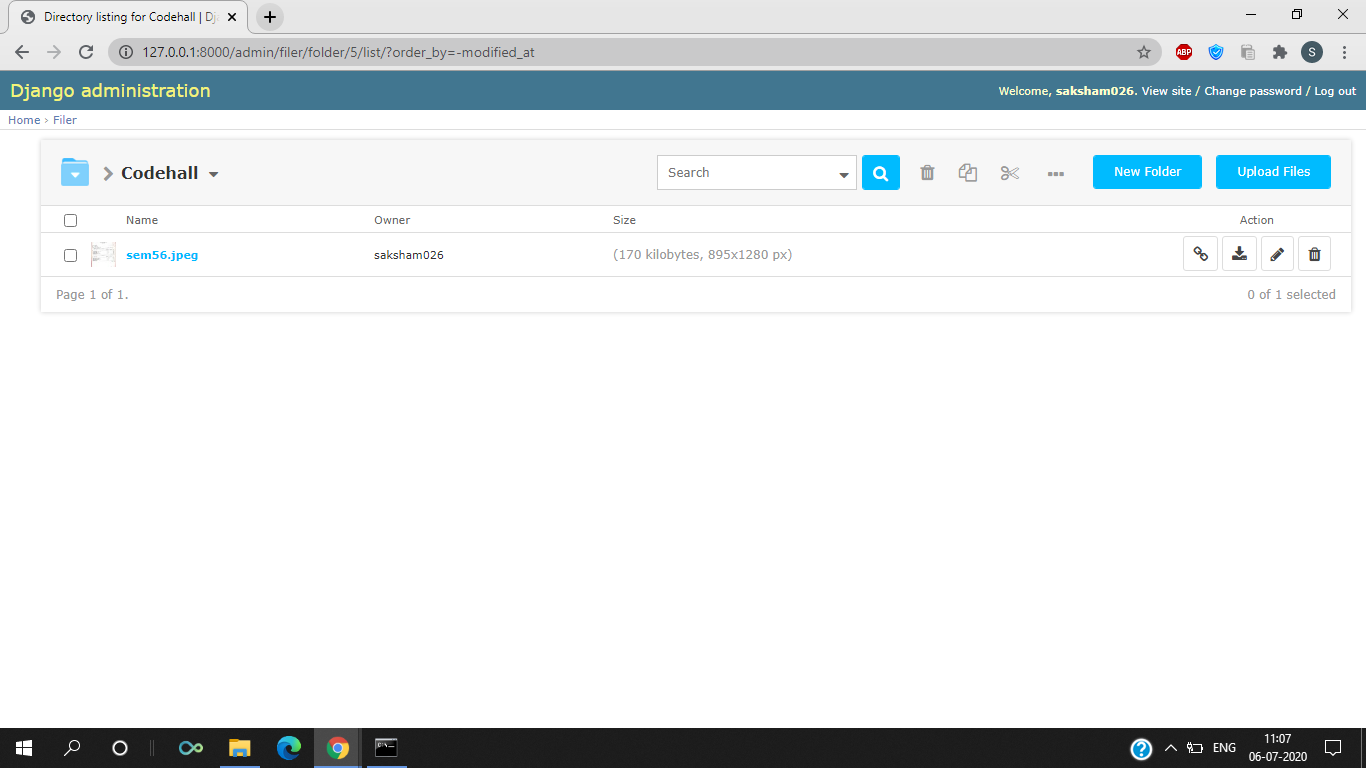 Directory listing for Codehall | Dj
127.0.0.1:8000/admin/filer/folder/5/list/?order_by=-modified_at
ABP
S
Django administration
Welcome, saksham026. View site / Change password / Log out
Home › Filer
Codehall
Search
New Folder
Upload Files
Name Owner Size Action
sem56.jpeg saksham026 (170 kilobytes, 895x1280 px)
Page 1 of 1. 0 of 1 selected
ENG
11:07
06-07-2020